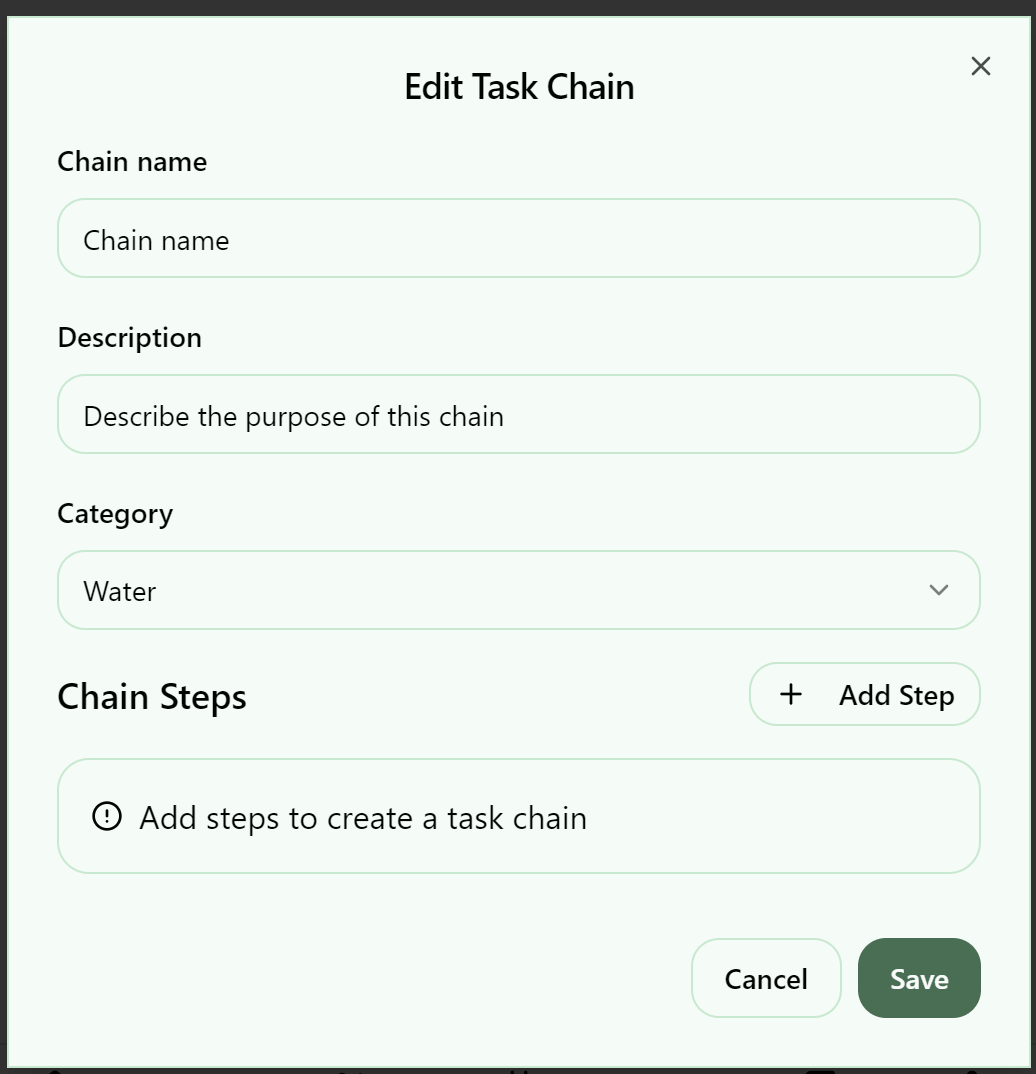 Edit Task Chain
Chain name
Chain name
Description
Describe the purpose of this chain
Category
Water
Chain Steps
Add Step
Add steps to create a task chain
Cancel
Save